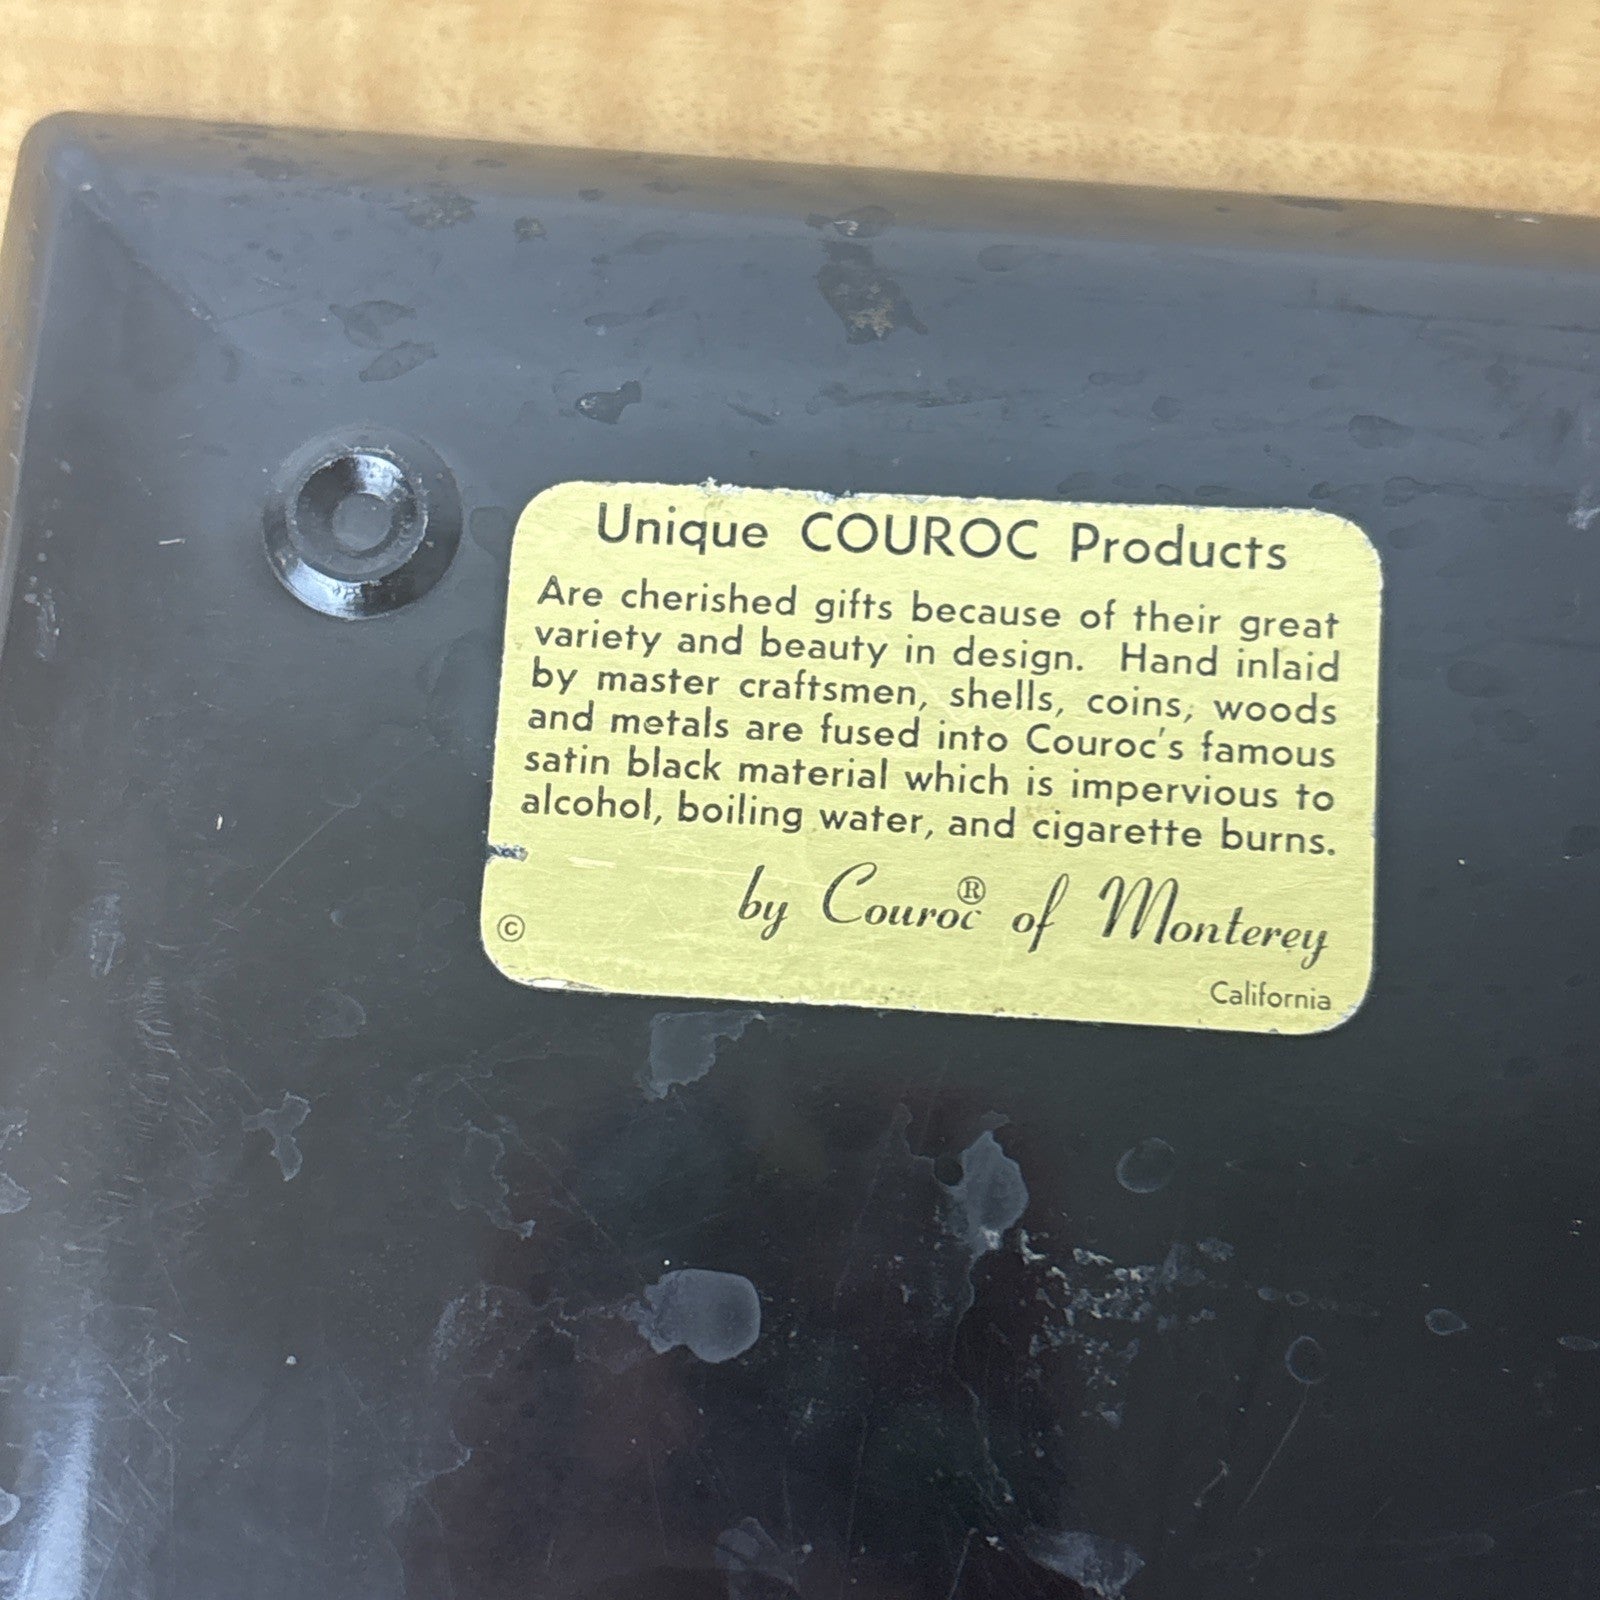 Unique COUROC Products
Are cherished gifts because of their great
variety and beauty in design. Hand inlaid
by master craftsmen, shells, coins, woods
and metals are fused into Couroc's famous
satin black material which is impervious to
alcohol, boiling water, and cigarette burns.
by Couroc® of Monterey
©
California